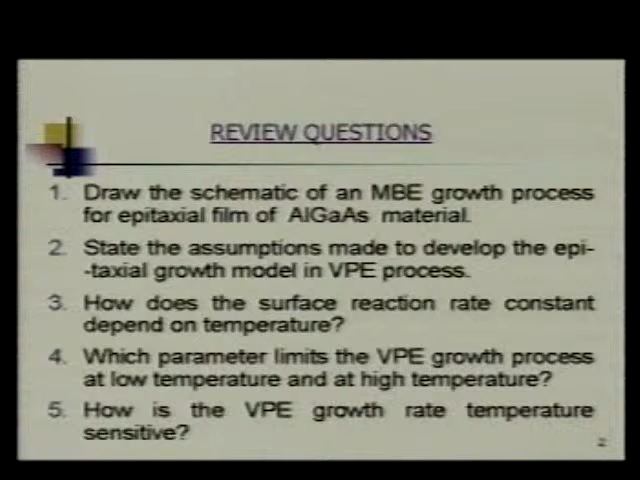 REVIEW QUESTIONS
1. Draw the schematic of an MBE growth process
for epitaxial film of AlGaAs material.
2. State the assumptions made to develop the epi-
-taxial growth model in VPE process.
3. How does the surface reaction rate constant
depend on temperature?
4. Which parameter limits the VPE growth process
at low temperature and at high temperature?
5. How is the VPE growth rate temperature
sensitive?
2